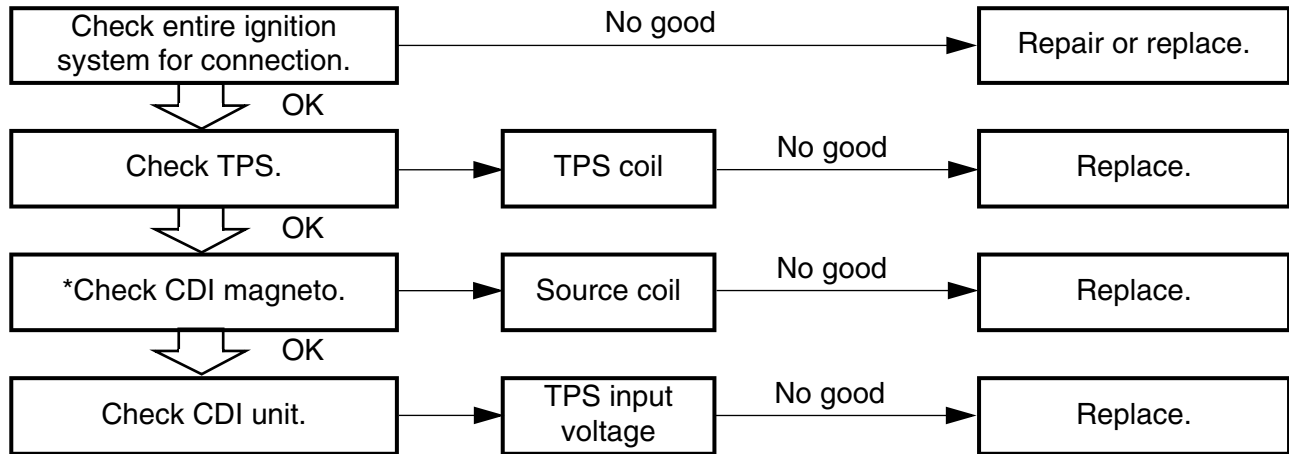 Check entire ignition
system for connection.
No good
Repair or replace.
OK
Check TPS.
TPS coil
No good
Replace.
OK
*Check CDI magneto.
Source coil
No good
Replace.
OK
Check CDI unit.
TPS input
voltage
No good
Replace.